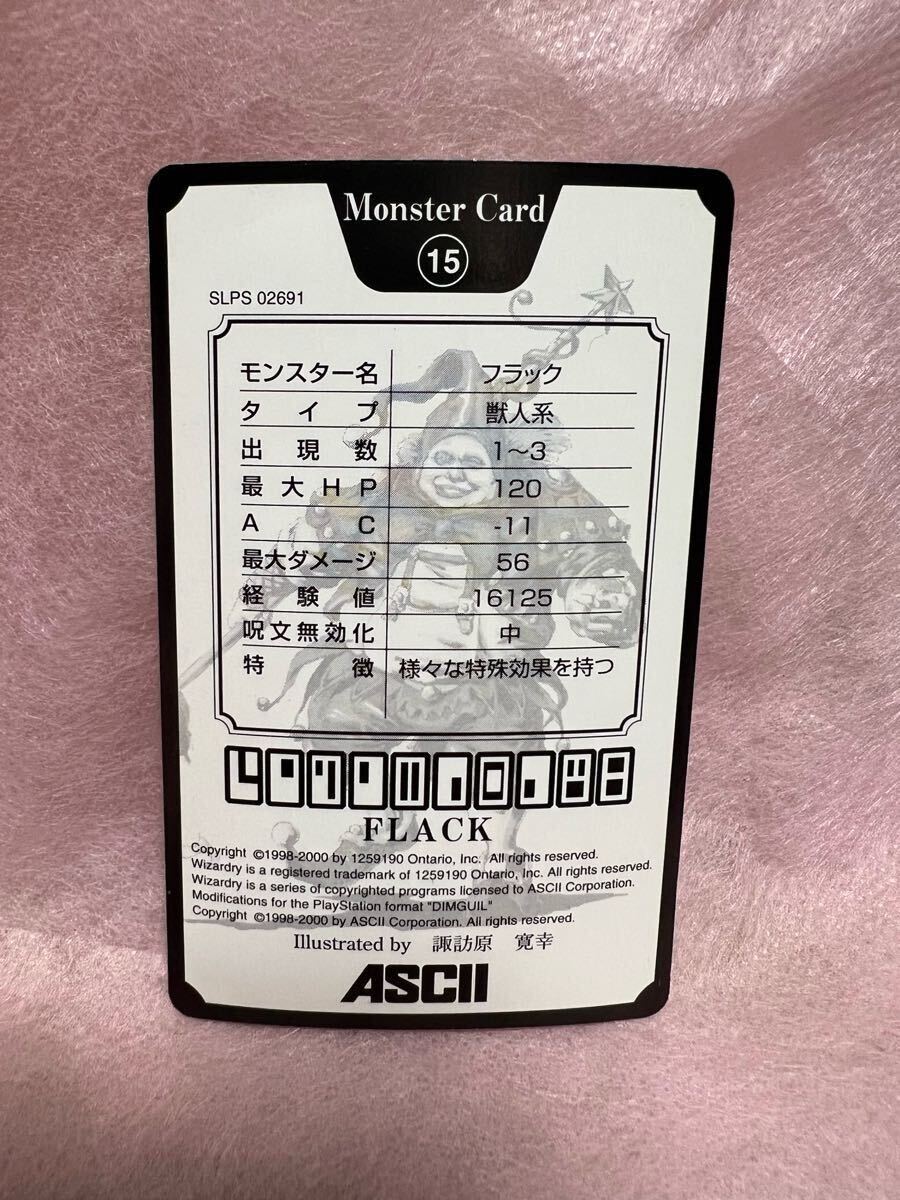 Monster Card
15
SLPS 02691
モンスター名 フラック
タイプ 獣人系
出現数 1〜3
最大HP 120
AC -11
最大ダメージ 56
経験値 16125
呪文無効化 中
特徴 様々な特殊効果を持つ
FLACK
Copyright ©1998-2000 by 1259190 Ontario, Inc. All rights reserved.
Wizardry is a registered trademark of 1259190 Ontario, Inc. All rights reserved.
Wizardry is a series of copyrighted programs licensed to ASCII Corporation.
Modifications for the PlayStation format "DIMGUIL"
Copyright ©1998-2000 by ASCII Corporation. All rights reserved.
Illustrated by 諏訪原 寛幸
ASCII